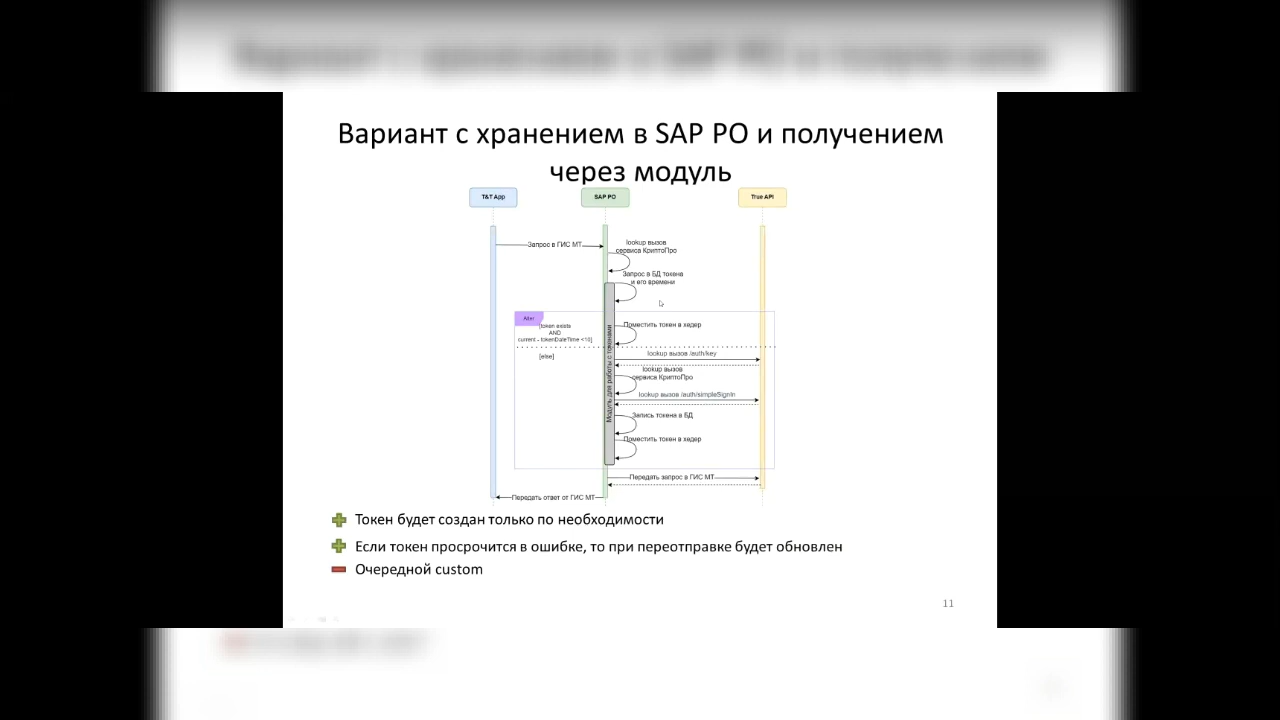 Вариант с хранением в SAP PO и получением
через модуль
T&T App
SAP PO
True API
Запрос в ГИС МТ
lookup вызов
сервиса КриптоПро
Запрос в БД токена
и его времени
Alter
[token exists
AND
current - tokenDateTime <10]
Поместить токен в хедер
[else]
lookup вызов /auth/key
lookup вызов
сервиса КриптоПро
lookup вызов /auth/simpleSignIn
Запись токена в БД
Поместить токен в хедер
Модуль для работы с токенами
Передать запрос в ГИС МТ
Передать ответ от ГИС МТ
Токен будет создан только по необходимости
Если токен просрочится в ошибке, то при переотправке будет обновлен
Очередной custom
11